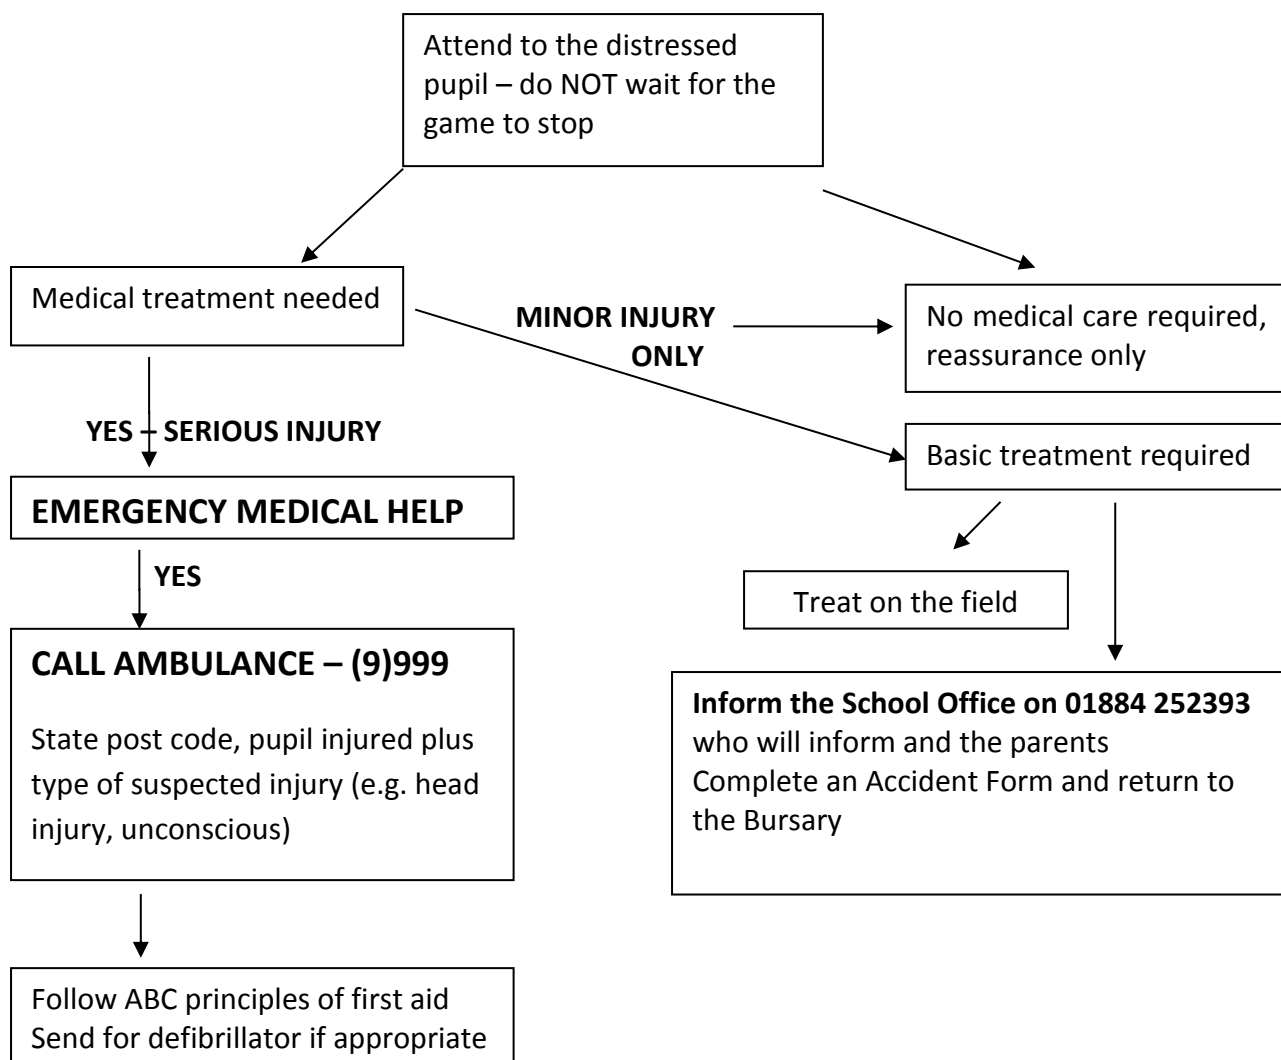 Attend to the distressed
pupil – do NOT wait for the
game to stop
Medical treatment needed
MINOR INJURY
ONLY
No medical care required,
reassurance only
YES – SERIOUS INJURY
Basic treatment required
EMERGENCY MEDICAL HELP
YES
Treat on the field
CALL AMBULANCE – (9)999
State post code, pupil injured plus
type of suspected injury (e.g. head
injury, unconscious)
Inform the School Office on 01884 252393
who will inform and the parents
Complete an Accident Form and return to
the Bursary
Follow ABC principles of first aid
Send for defibrillator if appropriate